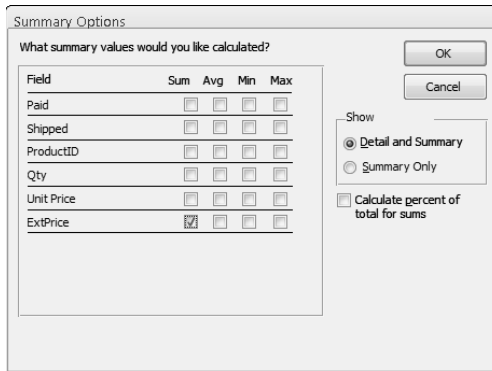 Summary Options
What summary values would you like calculated?
OK
Cancel
Field Sum Avg Min Max
Paid
Shipped
ProductID
Qty
Unit Price
ExtPrice
Show
Detail and Summary
Summary Only
Calculate percent of
total for sums